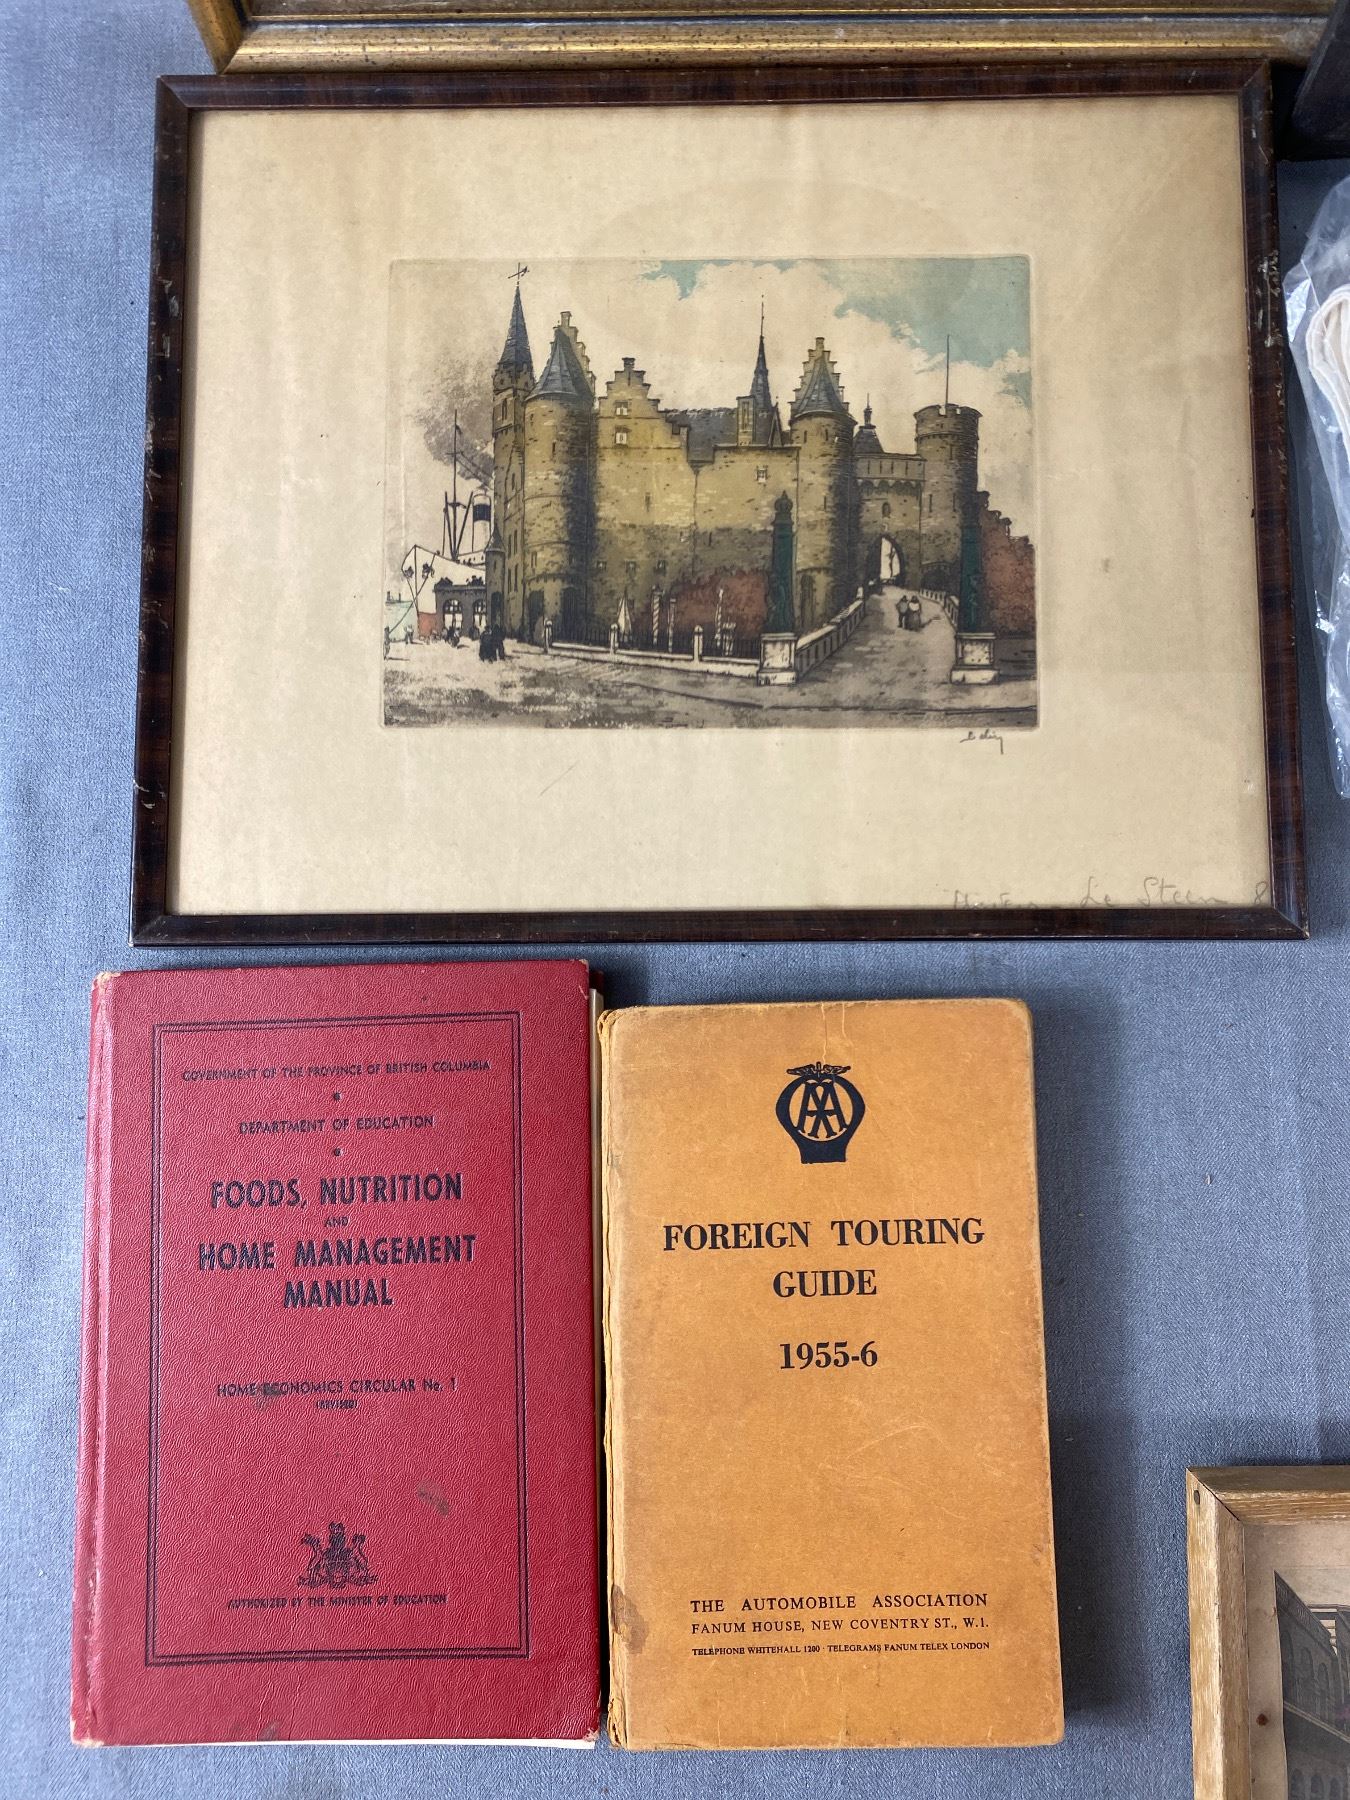 Le Steen
GOVERNMENT OF THE PROVINCE OF BRITISH COLUMBIA
DEPARTMENT OF EDUCATION
FOODS, NUTRITION
AND
HOME MANAGEMENT
MANUAL
HOME ECONOMICS CIRCULAR No. 1
(REVISED)
AUTHORIZED BY THE MINISTER OF EDUCATION
AA
FOREIGN TOURING
GUIDE
1955-6
THE AUTOMOBILE ASSOCIATION
FANUM HOUSE, NEW COVENTRY ST., W.1.
TELEPHONE WHITEHALL 1200 · TELEGRAMS FANUM TELEX LONDON